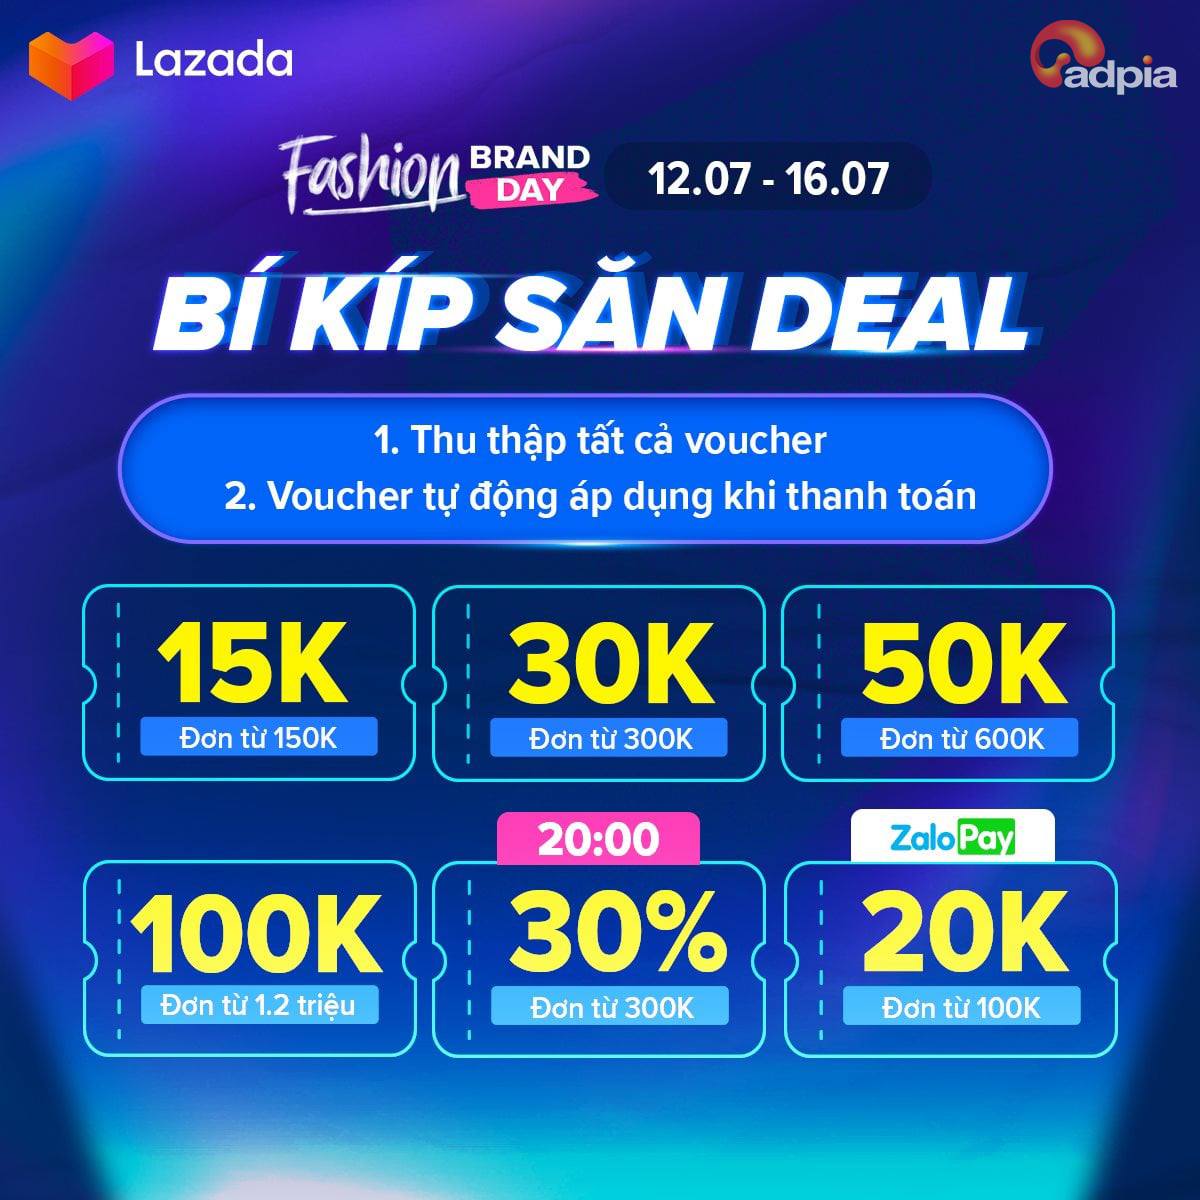 Lazada
adpia
Fashion BRAND DAY
12.07 - 16.07
BÍ KÍP SĂN DEAL
1. Thu thập tất cả voucher
2. Voucher tự động áp dụng khi thanh toán
15K
Đơn từ 150K
30K
Đơn từ 300K
50K
Đơn từ 600K
100K
Đơn từ 1.2 triệu
20:00
30%
Đơn từ 300K
ZaloPay
20K
Đơn từ 100K